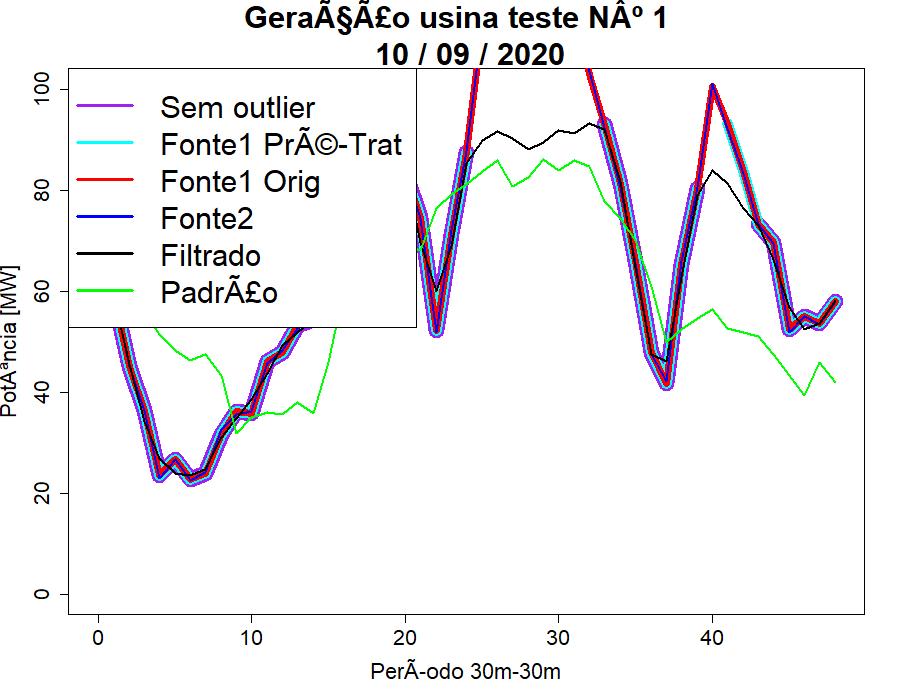 GeraÃ§Ã£o usina teste NÂº 1
10 / 09 / 2020
Sem outlier
Fonte1 PrÃ©-Trat
Fonte1 Orig
Fonte2
Filtrado
PadrÃ£o
PotÃªncia [MW]
100
80
60
40
20
0
0 10 20 30 40
PerÃ-odo 30m-30m